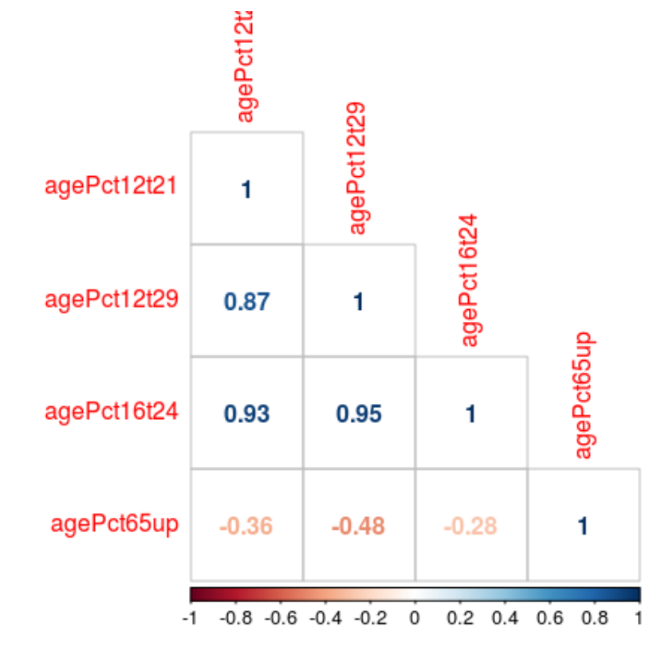 agePct12t
agePct12t29
agePct16t24
agePct65up
agePct12t21 1
agePct12t29 0.87 1
agePct16t24 0.93 0.95 1
agePct65up -0.36 -0.48 -0.28 1
-1 -0.8 -0.6 -0.4 -0.2 0 0.2 0.4 0.6 0.8 1